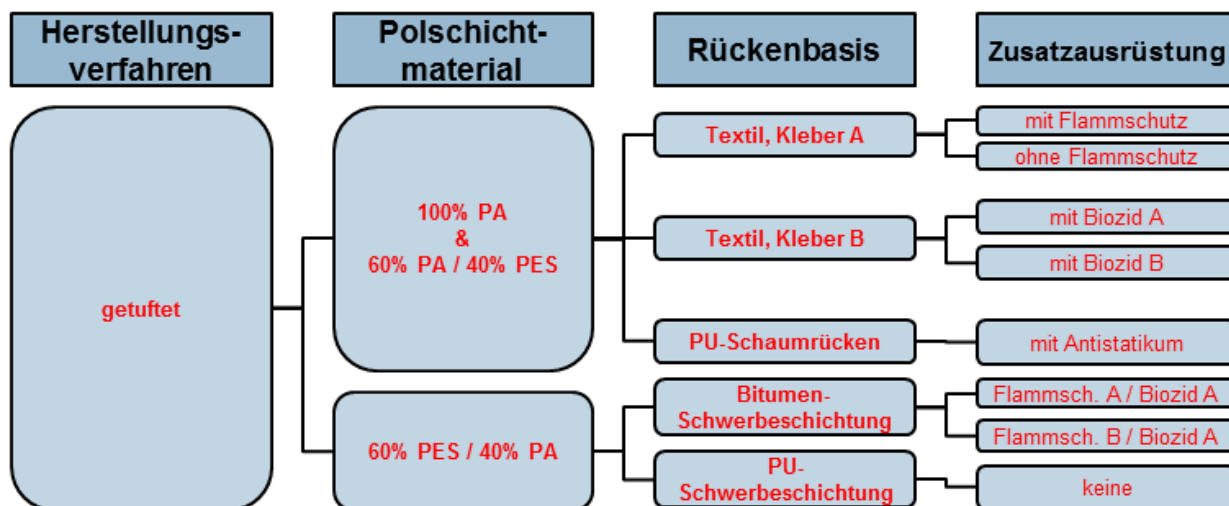 Herstellungs-
verfahren
Polschicht-
material
Rückenbasis
Zusatzausrüstung
getuftet
100% PA
&
60% PA / 40% PES
60% PES / 40% PA
Textil, Kleber A
Textil, Kleber B
PU-Schaumrücken
Bitumen-
Schwerbeschichtung
PU-
Schwerbeschichtung
mit Flammschutz
ohne Flammschutz
mit Biozid A
mit Biozid B
mit Antistatikum
Flammsch. A / Biozid A
Flammsch. B / Biozid A
keine